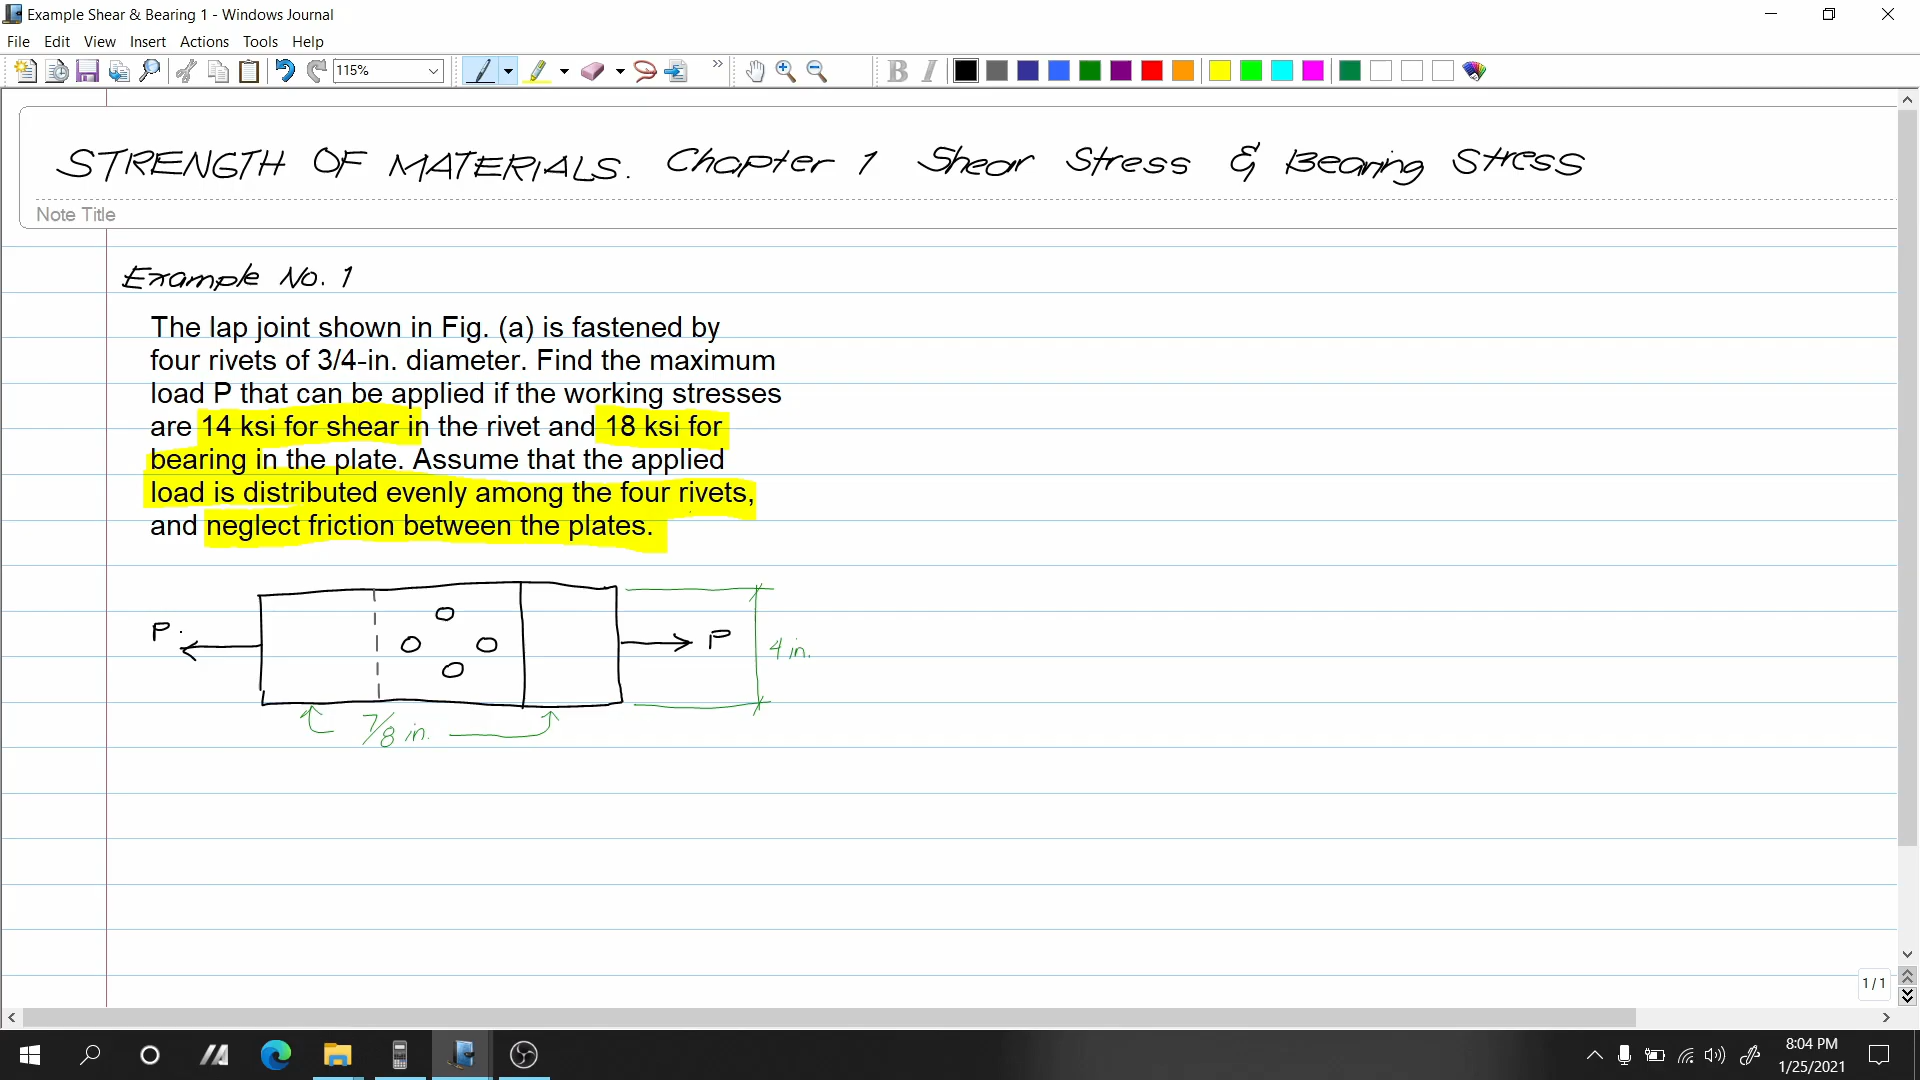 Example Shear & Bearing 1 - Windows Journal
File Edit View Insert Actions Tools Help
115%
B I
STRENGTH OF MATERIALS. Chapter 1 Shear Stress & Bearing Stress
Note Title
Example No. 1
The lap joint shown in Fig. (a) is fastened by
four rivets of 3/4-in. diameter. Find the maximum
load P that can be applied if the working stresses
are 14 ksi for shear in the rivet and 18 ksi for
bearing in the plate. Assume that the applied
load is distributed evenly among the four rivets,
and neglect friction between the plates.
P
P
4 in.
7/8 in.
1 / 1
8:04 PM
1/25/2021